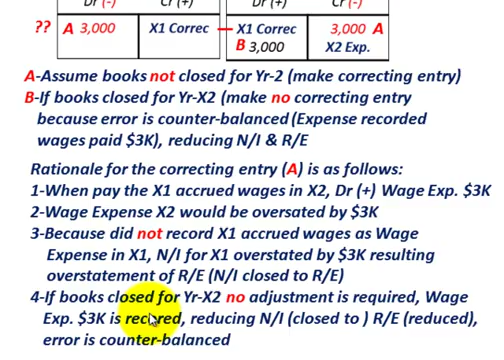 Dr (-) Cr (+) Dr (+) Cr (-)
?? A 3,000 X1 Correc X1 Correc 3,000 A
B 3,000 X2 Exp.
A-Assume books not closed for Yr-2 (make correcting entry)
B-If books closed for Yr-X2 (make no correcting entry
because error is counter-balanced (Expense recorded
wages paid $3K), reducing N/I & R/E
Rationale for the correcting entry (A) is as follows:
1-When pay the X1 accrued wages in X2, Dr (+) Wage Exp. $3K
2-Wage Expense X2 would be oversated by $3K
3-Because did not record X1 accrued wages as Wage
Expense in X1, N/I for X1 overstated by $3K resulting
overstatement of R/E (N/I closed to R/E)
4-If books closed for Yr-X2 no adjustment is required, Wage
Exp. $3K is recored, reducing N/I (closed to ) R/E (reduced),
error is counter-balanced